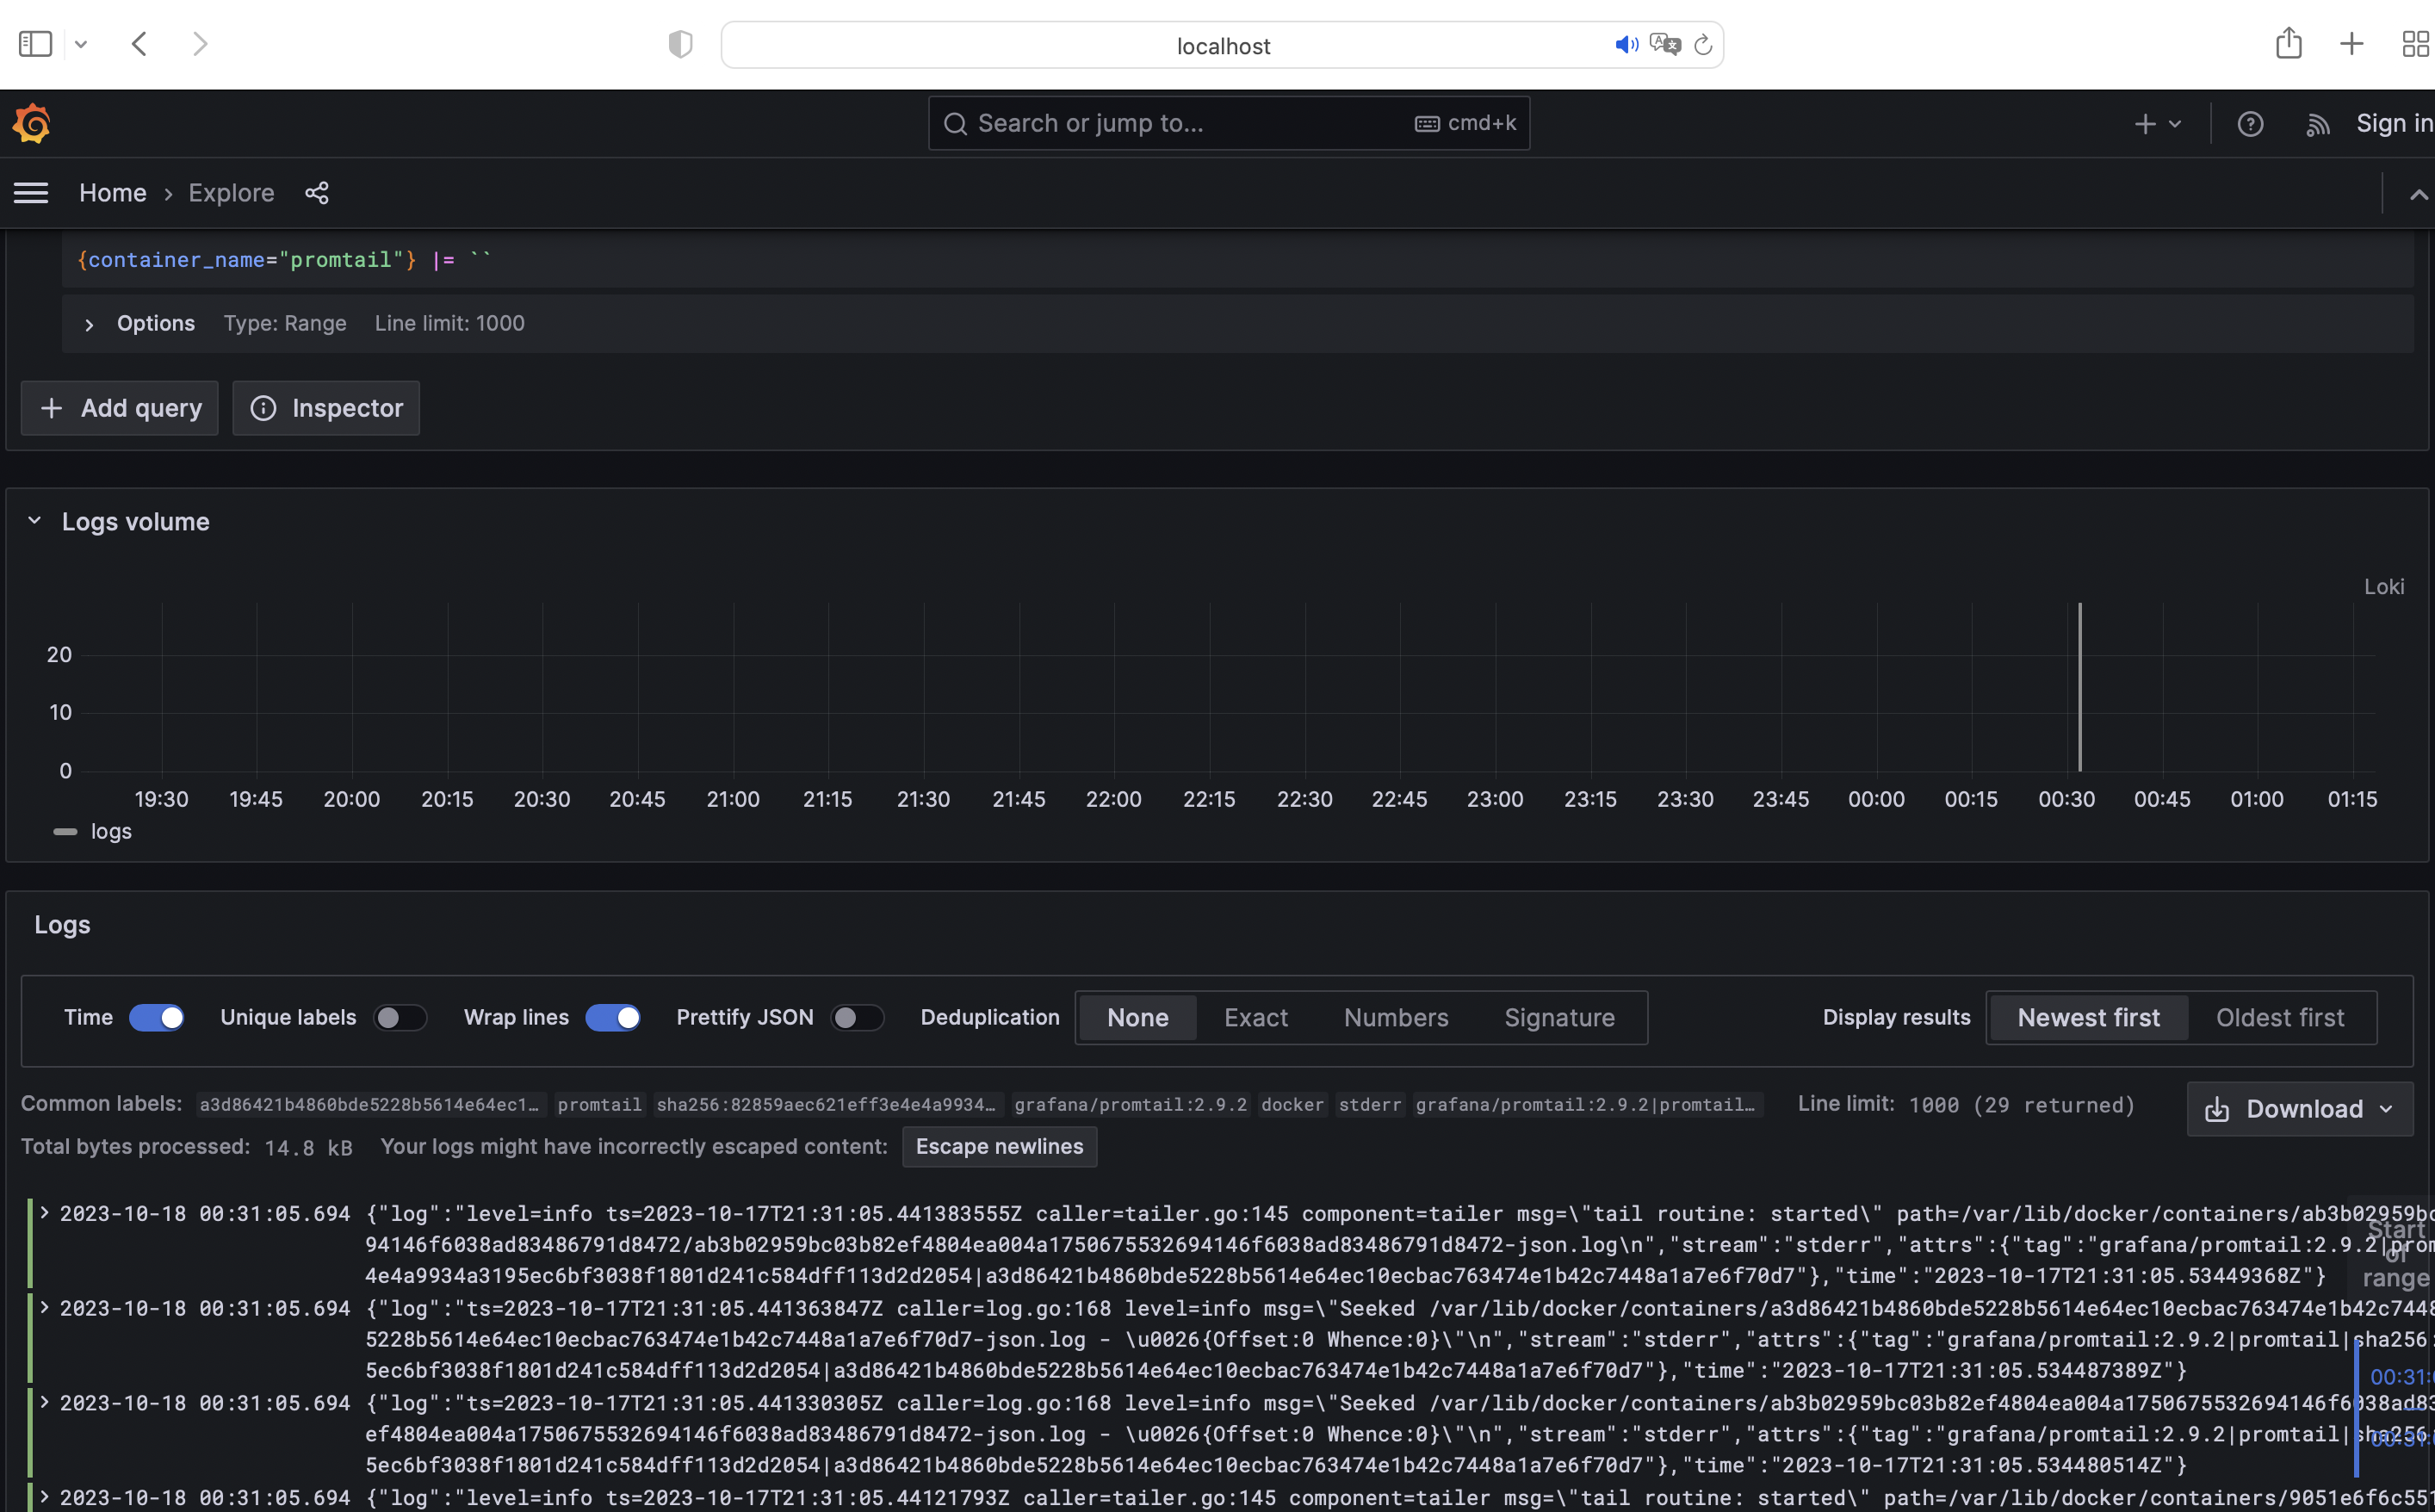 localhost
Search or jump to...
cmd+k
Sign in
Home › Explore
{container_name="promtail"} |= ``
Options Type: Range Line limit: 1000
Add query
Inspector
Logs volume
Loki
20
10
0
19:30 19:45 20:00 20:15 20:30 20:45 21:00 21:15 21:30 21:45 22:00 22:15 22:30 22:45 23:00 23:15 23:30 23:45 00:00 00:15 00:30 00:45 01:00 01:15
logs
Logs
Time Unique labels Wrap lines Prettify JSON Deduplication None Exact Numbers Signature Display results Newest first Oldest first
Common labels: a3d86421b4860bde5228b5614e64ec1… promtail sha256:82859aec621eff3e4e4a9934… grafana/promtail:2.9.2 docker stderr grafana/promtail:2.9.2|promtail… Line limit: 1000 (29 returned)
Download
Total bytes processed: 14.8 kB Your logs might have incorrectly escaped content: Escape newlines
2023-10-18 00:31:05.694 {"log":"level=info ts=2023-10-17T21:31:05.441383555Z caller=tailer.go:145 component=tailer msg=\"tail routine: started\" path=/var/lib/docker/containers/ab3b02959bc
94146f6038ad83486791d8472/ab3b02959bc03b82ef4804ea004a1750675532694146f6038ad83486791d8472-json.log\n","stream":"stderr","attrs":{"tag":"grafana/promtail:2.9.2|prom
4e4a9934a3195ec6bf3038f1801d241c584dff113d2d2054|a3d86421b4860bde5228b5614e64ec10ecbac763474e1b42c7448a1a7e6f70d7"},"time":"2023-10-17T21:31:05.53449368Z"}
Start
of
range
2023-10-18 00:31:05.694 {"log":"ts=2023-10-17T21:31:05.441363847Z caller=log.go:168 level=info msg=\"Seeked /var/lib/docker/containers/a3d86421b4860bde5228b5614e64ec10ecbac763474e1b42c7448
5228b5614e64ec10ecbac763474e1b42c7448a1a7e6f70d7-json.log - \u0026{Offset:0 Whence:0}\"\n","stream":"stderr","attrs":{"tag":"grafana/promtail:2.9.2|promtail|sha256:
5ec6bf3038f1801d241c584dff113d2d2054|a3d86421b4860bde5228b5614e64ec10ecbac763474e1b42c7448a1a7e6f70d7"},"time":"2023-10-17T21:31:05.534487389Z"}
00:31:
2023-10-18 00:31:05.694 {"log":"ts=2023-10-17T21:31:05.441330305Z caller=log.go:168 level=info msg=\"Seeked /var/lib/docker/containers/ab3b02959bc03b82ef4804ea004a1750675532694146f6038ad83
ef4804ea004a1750675532694146f6038ad83486791d8472-json.log - \u0026{Offset:0 Whence:0}\"\n","stream":"stderr","attrs":{"tag":"grafana/promtail:2.9.2|promtail|sha256:
5ec6bf3038f1801d241c584dff113d2d2054|a3d86421b4860bde5228b5614e64ec10ecbac763474e1b42c7448a1a7e6f70d7"},"time":"2023-10-17T21:31:05.534480514Z"}
2023-10-18 00:31:05.694 {"log":"level=info ts=2023-10-17T21:31:05.44121793Z caller=tailer.go:145 component=tailer msg=\"tail routine: started\" path=/var/lib/docker/containers/9051e6f6c55